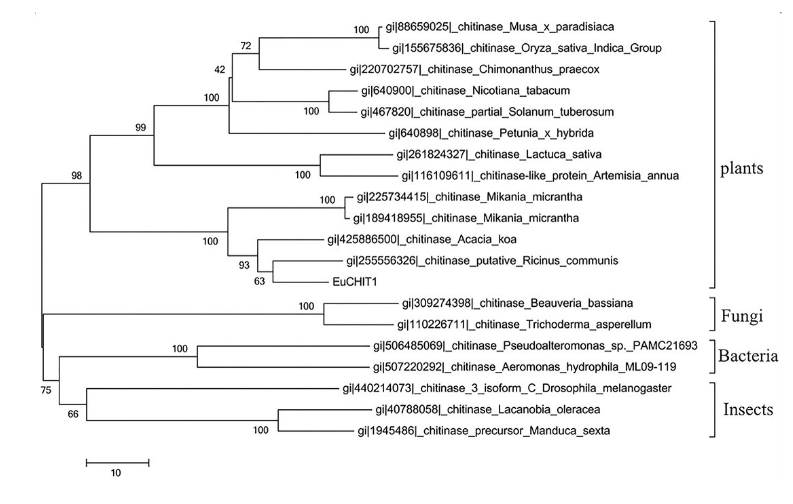 100
gi|88659025|_chitinase_Musa_x_paradisiaca
72
gi|155675836|_chitinase_Oryza_sativa_Indica_Group
42
gi|220702757|_chitinase_Chimonanthus_praecox
100
gi|640900|_chitinase_Nicotiana_tabacum
100
gi|467820|_chitinase_partial_Solanum_tuberosum
99
gi|640898|_chitinase_Petunia_x_hybrida
gi|261824327|_chitinase_Lactuca_sativa
98
100
gi|116109611|_chitinase-like_protein_Artemisia_annua
plants
100
gi|225734415|_chitinase_Mikania_micrantha
gi|189418955|_chitinase_Mikania_micrantha
100
gi|425886500|_chitinase_Acacia_koa
93
gi|255556326|_chitinase_putative_Ricinus_communis
63
EuCHIT1
100
gi|309274398|_chitinase_Beauveria_bassiana
Fungi
gi|110226711|_chitinase_Trichoderma_asperellum
100
gi|506485069|_chitinase_Pseudoalteromonas_sp._PAMC21693
Bacteria
gi|507220292|_chitinase_Aeromonas_hydrophila_ML09-119
75
gi|440214073|_chitinase_3_isoform_C_Drosophila_melanogaster
66
gi|40788058|_chitinase_Lacanobia_oleracea
Insects
100
gi|1945486|_chitinase_precursor_Manduca_sexta
10